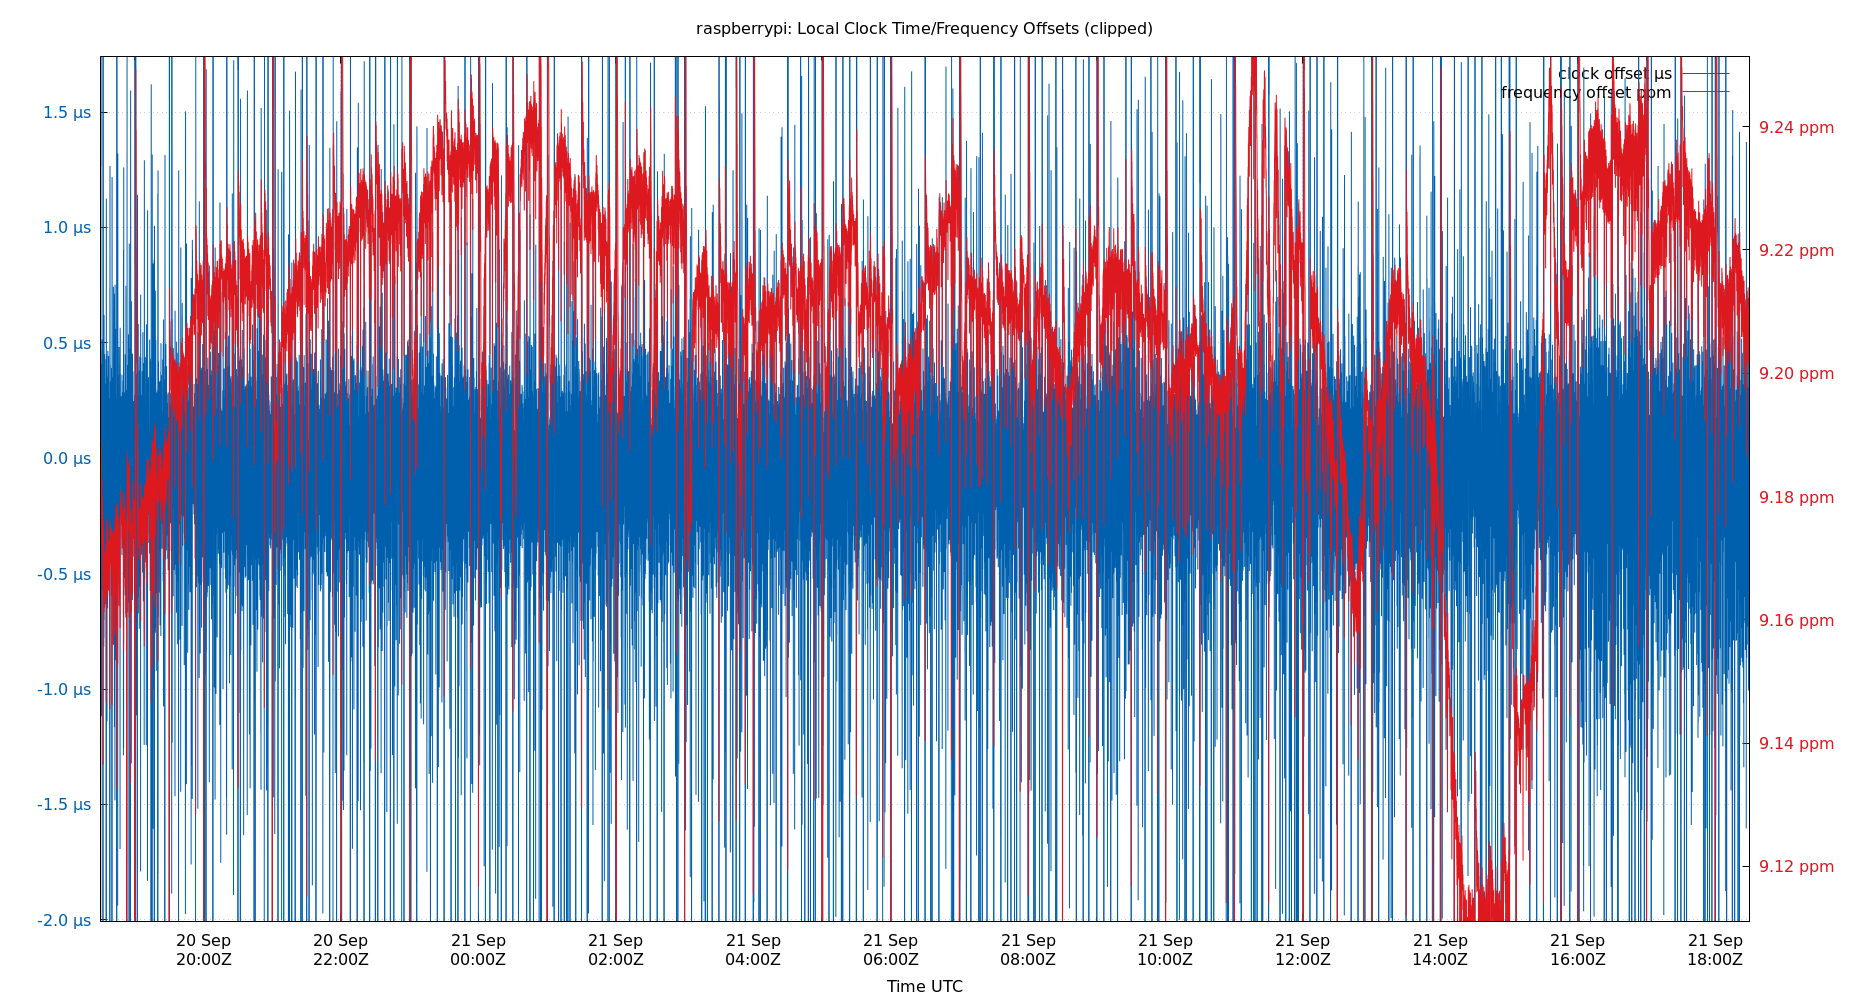 raspberrypi: Local Clock Time/Frequency Offsets (clipped)
clock offset µs
frequency offset ppm
1.5 µs
1.0 µs
0.5 µs
0.0 µs
-0.5 µs
-1.0 µs
-1.5 µs
-2.0 µs
9.24 ppm
9.22 ppm
9.20 ppm
9.18 ppm
9.16 ppm
9.14 ppm
9.12 ppm
20 Sep 20 Sep 21 Sep 21 Sep 21 Sep 21 Sep 21 Sep 21 Sep 21 Sep 21 Sep 21 Sep 21 Sep
20:00Z 22:00Z 00:00Z 02:00Z 04:00Z 06:00Z 08:00Z 10:00Z 12:00Z 14:00Z 16:00Z 18:00Z
Time UTC